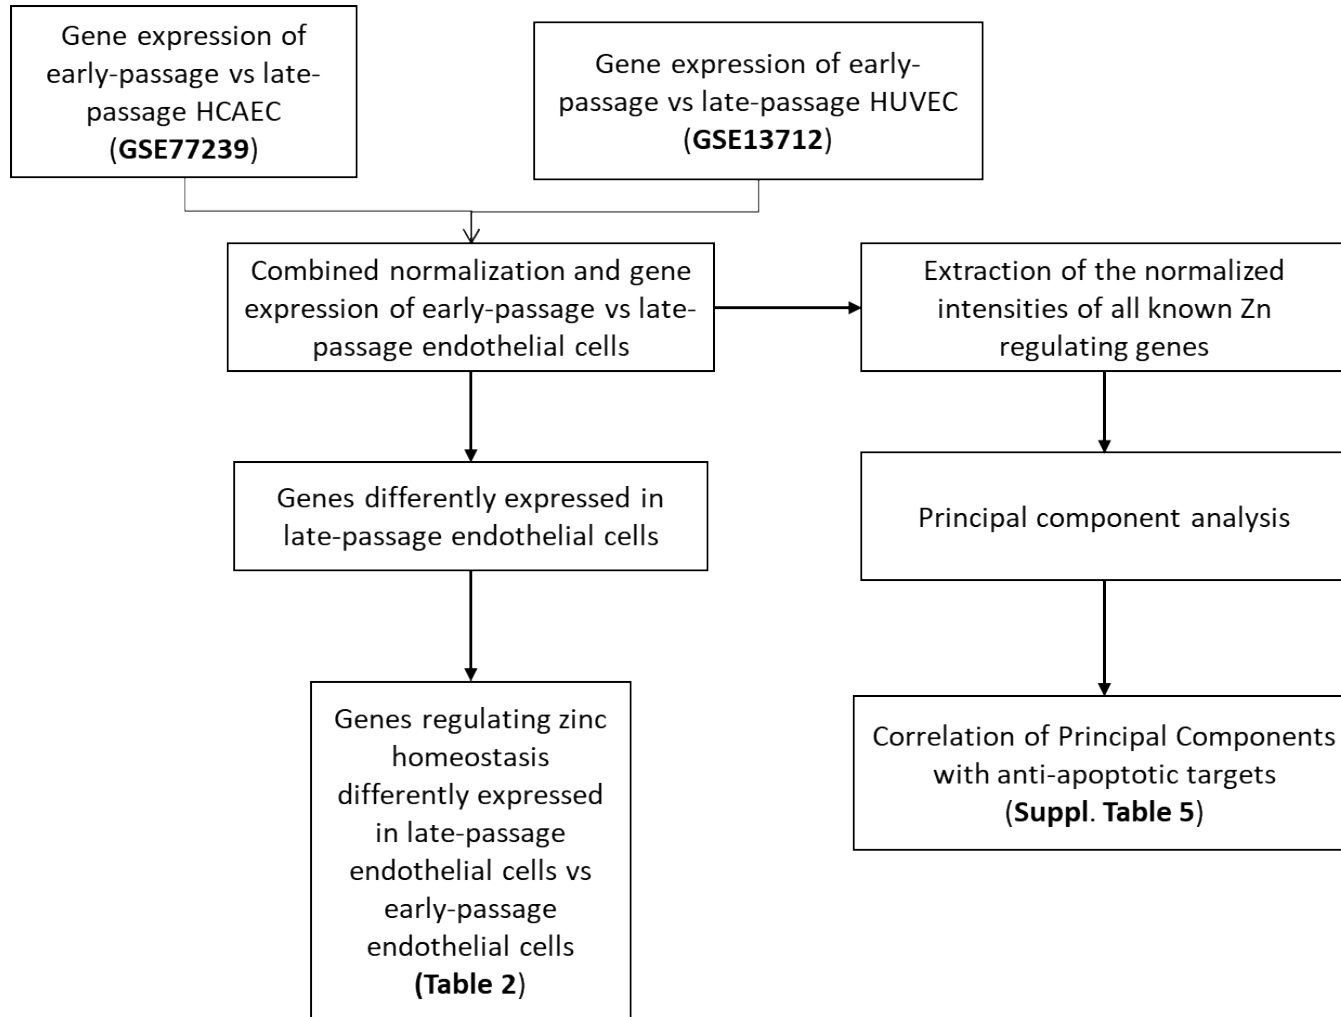 Gene expression of
early-passage vs late-
passage HCAEC
(GSE77239)
Gene expression of early-
passage vs late-passage HUVEC
(GSE13712)
Combined normalization and gene
expression of early-passage vs late-
passage endothelial cells
Extraction of the normalized
intensities of all known Zn
regulating genes
Genes differently expressed in
late-passage endothelial cells
Principal component analysis
Genes regulating zinc
homeostasis
differently expressed
in late-passage
endothelial cells vs
early-passage
endothelial cells
(Table 2)
Correlation of Principal Components
with anti-apoptotic targets
(Suppl. Table 5)